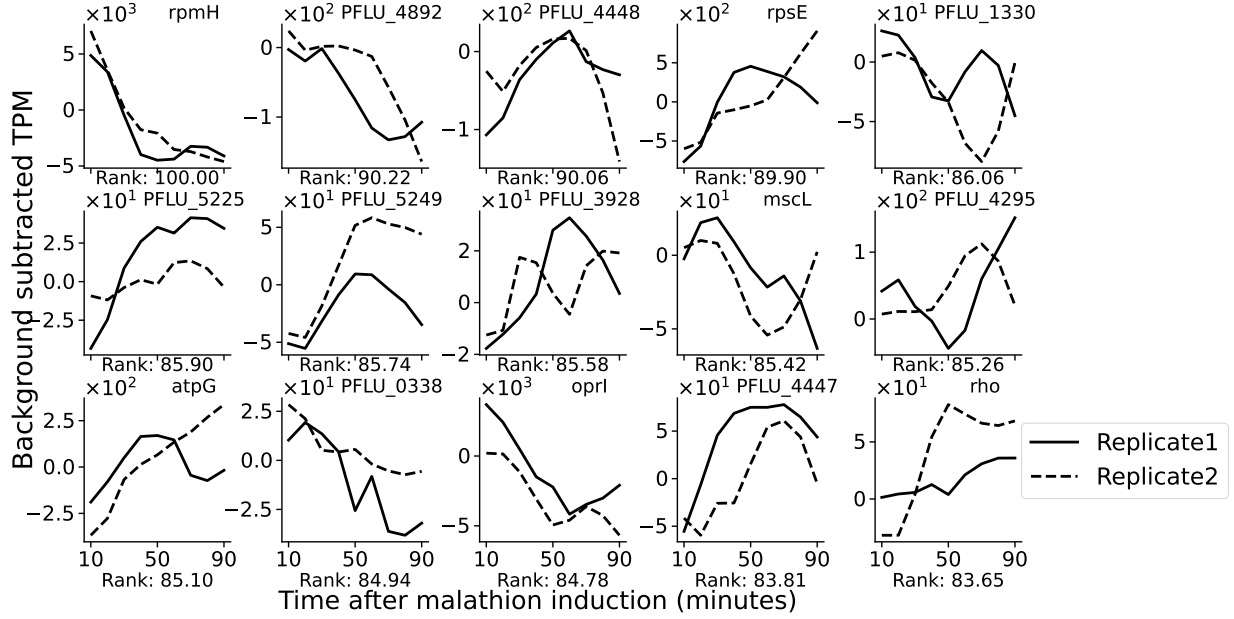 Background subtracted TPM
×10³ rpmH
5
0
−5
Rank: 100.00
×10² PFLU_4892
0
−1
Rank: 90.22
×10² PFLU_4448
0
−1
Rank: 90.06
×10² rpsE
5
0
−5
Rank: 89.90
×10¹ PFLU_1330
0
−5
Rank: 86.06
×10¹ PFLU_5225
2.5
0.0
−2.5
Rank: 85.90
×10¹ PFLU_5249
5
0
−5
Rank: 85.74
×10¹ PFLU_3928
2
0
−2
Rank: 85.58
×10¹ mscL
0
−5
Rank: 85.42
×10² PFLU_4295
1
0
Rank: 85.26
×10² atpG
2.5
0.0
−2.5
10 50 90
Rank: 85.10
×10¹ PFLU_0338
2.5
0.0
−2.5
10 50 90
Rank: 84.94
×10³ oprI
0
−5
10 50 90
Rank: 84.78
×10¹ PFLU_4447
5
0
−5
10 50 90
Rank: 83.81
×10¹ rho
5
0
10 50 90
Rank: 83.65
Replicate1
Replicate2
Time after malathion induction (minutes)